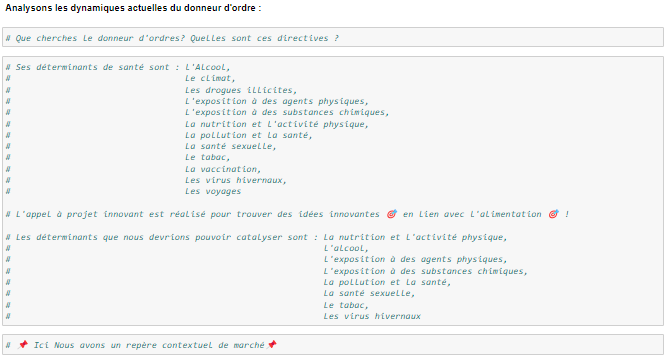 Analysons les dynamiques actuelles du donneur d'ordre :
# Que cherches le donneur d'ordres? Quelles sont ces directives ?
# Ses déterminants de santé sont : L'Alcool,
# Le climat,
# Les drogues illicites,
# L'exposition à des agents physiques,
# L'exposition à des substances chimiques,
# La nutrition et l'activité physique,
# La pollution et la santé,
# La santé sexuelle,
# Le tabac,
# La vaccination,
# Les virus hivernaux,
# Les voyages
# L'appel à projet innovant est réalisé pour trouver des idées innovantes 🎯 en lien avec l'alimentation 🎯 !
# Les déterminants que nous devrions pouvoir catalyser sont : La nutrition et l'activité physique,
# L'alcool,
# L'exposition à des agents physiques,
# L'exposition à des substances chimiques,
# La pollution et la santé,
# La santé sexuelle,
# Le tabac,
# Les virus hivernaux
# 📌 Ici Nous avons un repère contextuel de marché📌